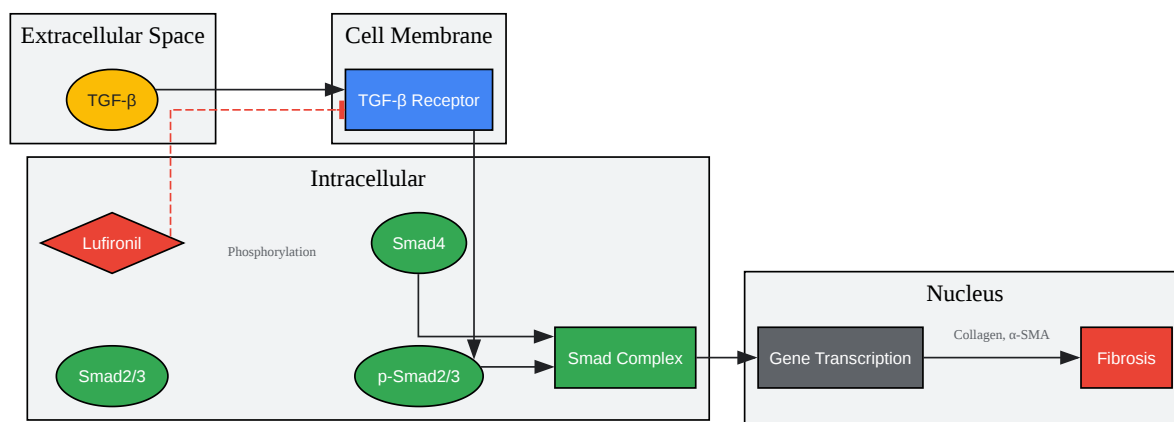 Extracellular Space
Cell Membrane
TGF-β
TGF-β Receptor
Intracellular
Lufironil
Phosphorylation
Smad4
Nucleus
Smad2/3
p-Smad2/3
Smad Complex
Gene Transcription
Collagen, α-SMA
Fibrosis